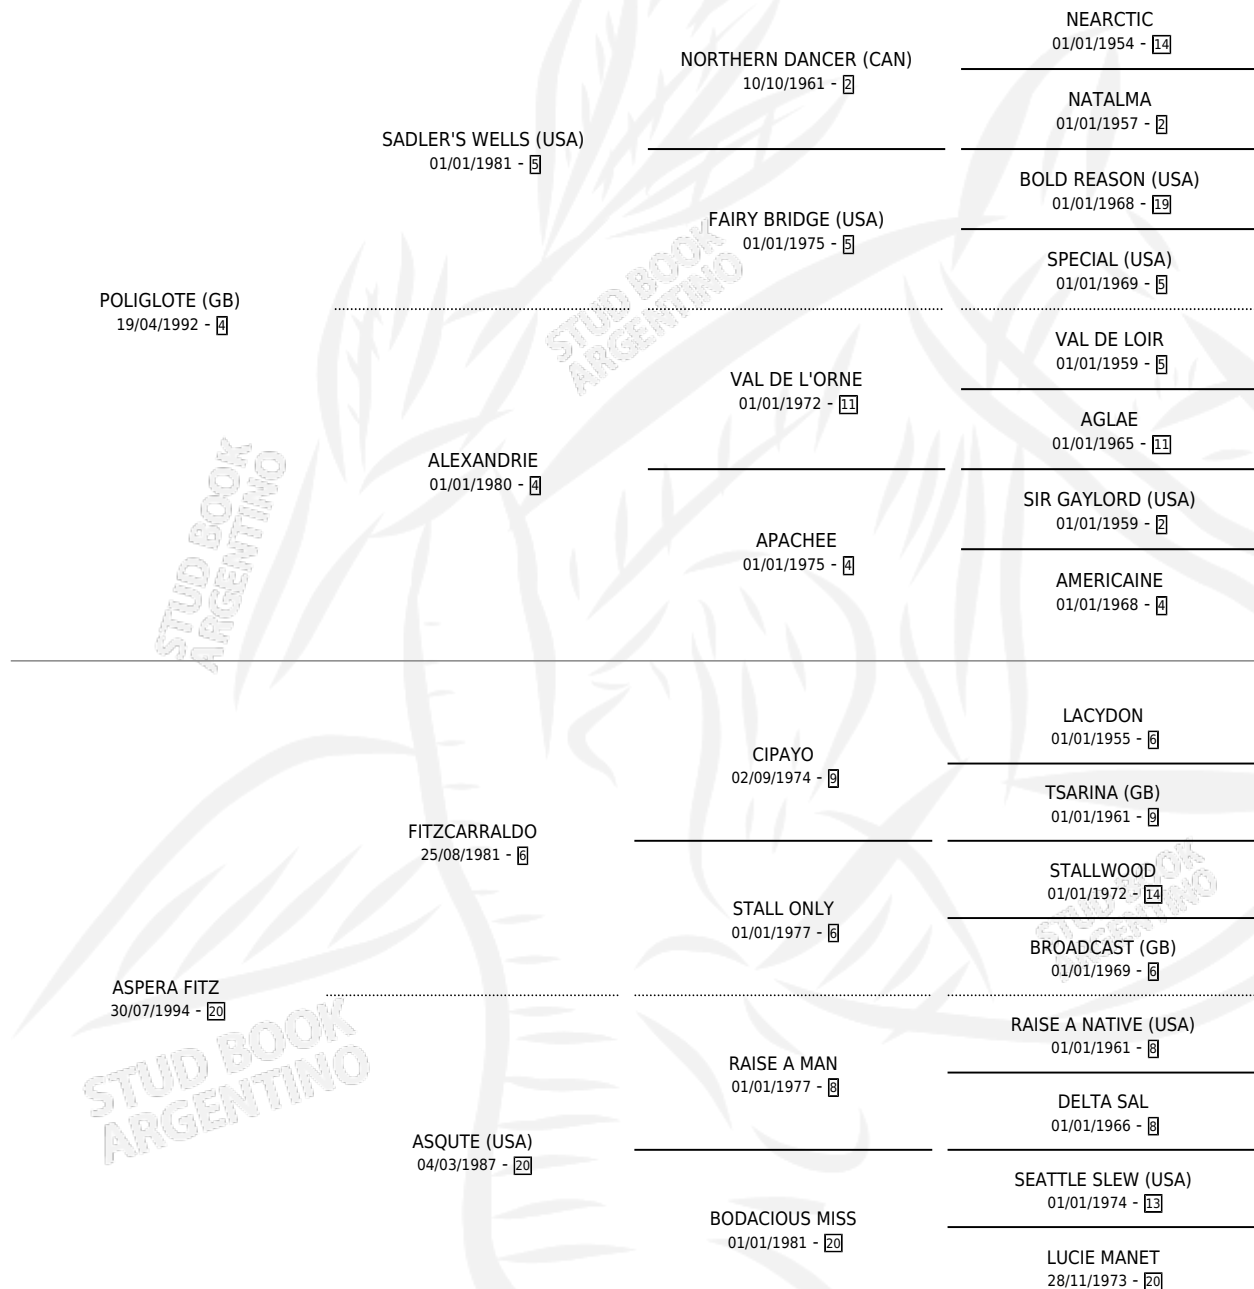 NEARCTIC
01/01/1954 - 14
NORTHERN DANCER (CAN)
10/10/1961 - 2
NATALMA
01/01/1957 - 2
SADLER'S WELLS (USA)
01/01/1981 - 5
BOLD REASON (USA)
01/01/1968 - 19
FAIRY BRIDGE (USA)
01/01/1975 - 5
SPECIAL (USA)
01/01/1969 - 5
POLIGLOTE (GB)
19/04/1992 - 4
VAL DE LOIR
01/01/1959 - 5
VAL DE L'ORNE
01/01/1972 - 11
AGLAE
01/01/1965 - 11
ALEXANDRIE
01/01/1980 - 4
SIR GAYLORD (USA)
01/01/1959 - 2
APACHEE
01/01/1975 - 4
AMERICAINE
01/01/1968 - 4
LACYDON
01/01/1955 - 6
CIPAYO
02/09/1974 - 9
TSARINA (GB)
01/01/1961 - 9
FITZCARRALDO
25/08/1981 - 6
STALLWOOD
01/01/1972 - 14
STALL ONLY
01/01/1977 - 6
BROADCAST (GB)
01/01/1969 - 6
ASPERA FITZ
30/07/1994 - 20
RAISE A NATIVE (USA)
01/01/1961 - 8
RAISE A MAN
01/01/1977 - 8
DELTA SAL
01/01/1966 - 8
ASQUTE (USA)
04/03/1987 - 20
SEATTLE SLEW (USA)
01/01/1974 - 13
BODACIOUS MISS
01/01/1981 - 20
LUCIE MANET
28/11/1973 - 20
STUD BOOK
ARGENTINO
STUD BOOK
ARGENTINO
STUD BOOK
ARGENTINO
STUD BOOK
ARGENTINO